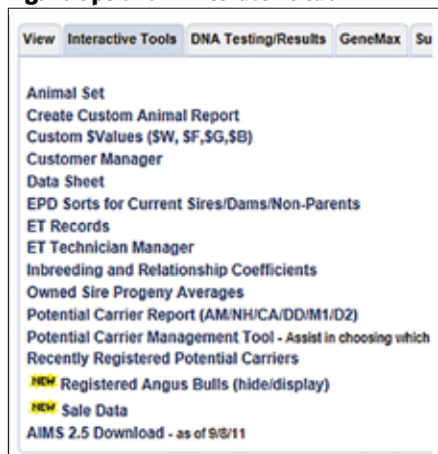 View Interactive Tools DNA Testing/Results GeneMax Su
Animal Set
Create Custom Animal Report
Custom $Values ($W, $F,$G,$B)
Customer Manager
Data Sheet
EPD Sorts for Current Sires/Dams/Non-Parents
ET Records
ET Technician Manager
Inbreeding and Relationship Coefficients
Owned Sire Progeny Averages
Potential Carrier Report (AM/NH/CA/DD/M1/D2)
Potential Carrier Management Tool - Assist in choosing which
Recently Registered Potential Carriers
NEW Registered Angus Bulls (hide/display)
NEW Sale Data
AIMS 2.5 Download - as of 9/8/11